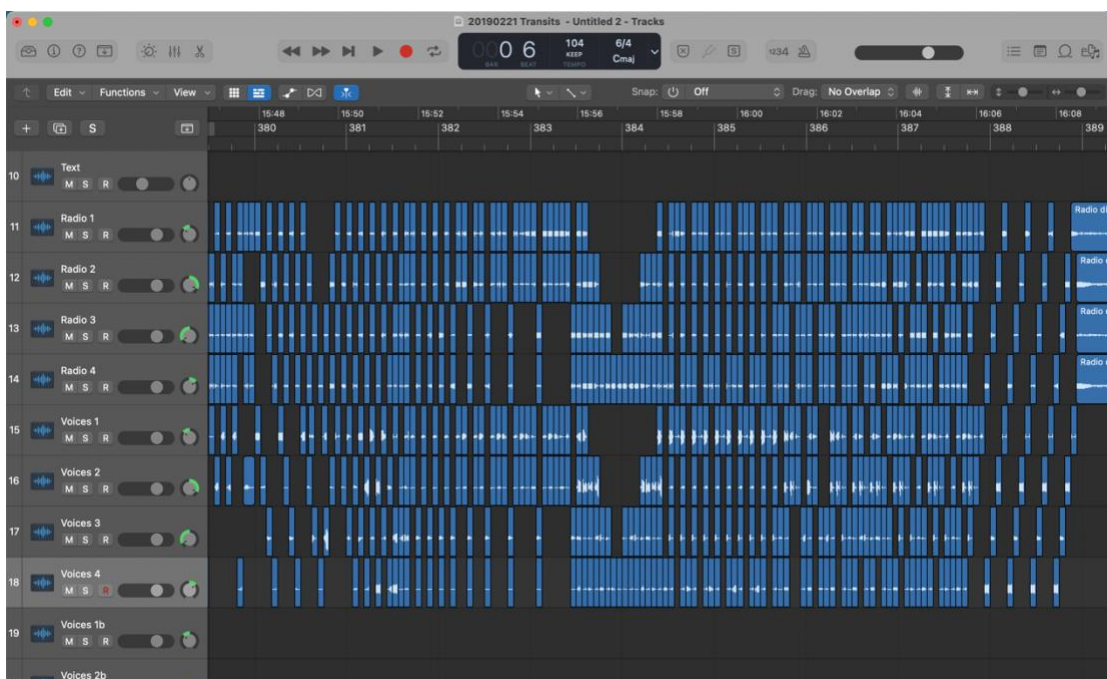 20190221 Transits - Untitled 2 - Tracks
00 0 6 104 6/4
KEEP Cmaj
BAR BEAT TEMPO
1234
Edit Functions View Snap: Off Drag: No Overlap
15:48 15:50 15:52 15:54 15:56 15:58 16:00 16:02 16:04 16:06 16:08
S 380 381 382 383 384 385 386 387 388 389
10 Text
M S R
11 Radio 1 Radio di
M S R
12 Radio 2 Radio
M S R
13 Radio 3 Radio
M S R
14 Radio 4 Radio
M S R
15 Voices 1
M S R
16 Voices 2
M S R
17 Voices 3
M S R
18 Voices 4
M S R
19 Voices 1b
M S R
Voices 2b